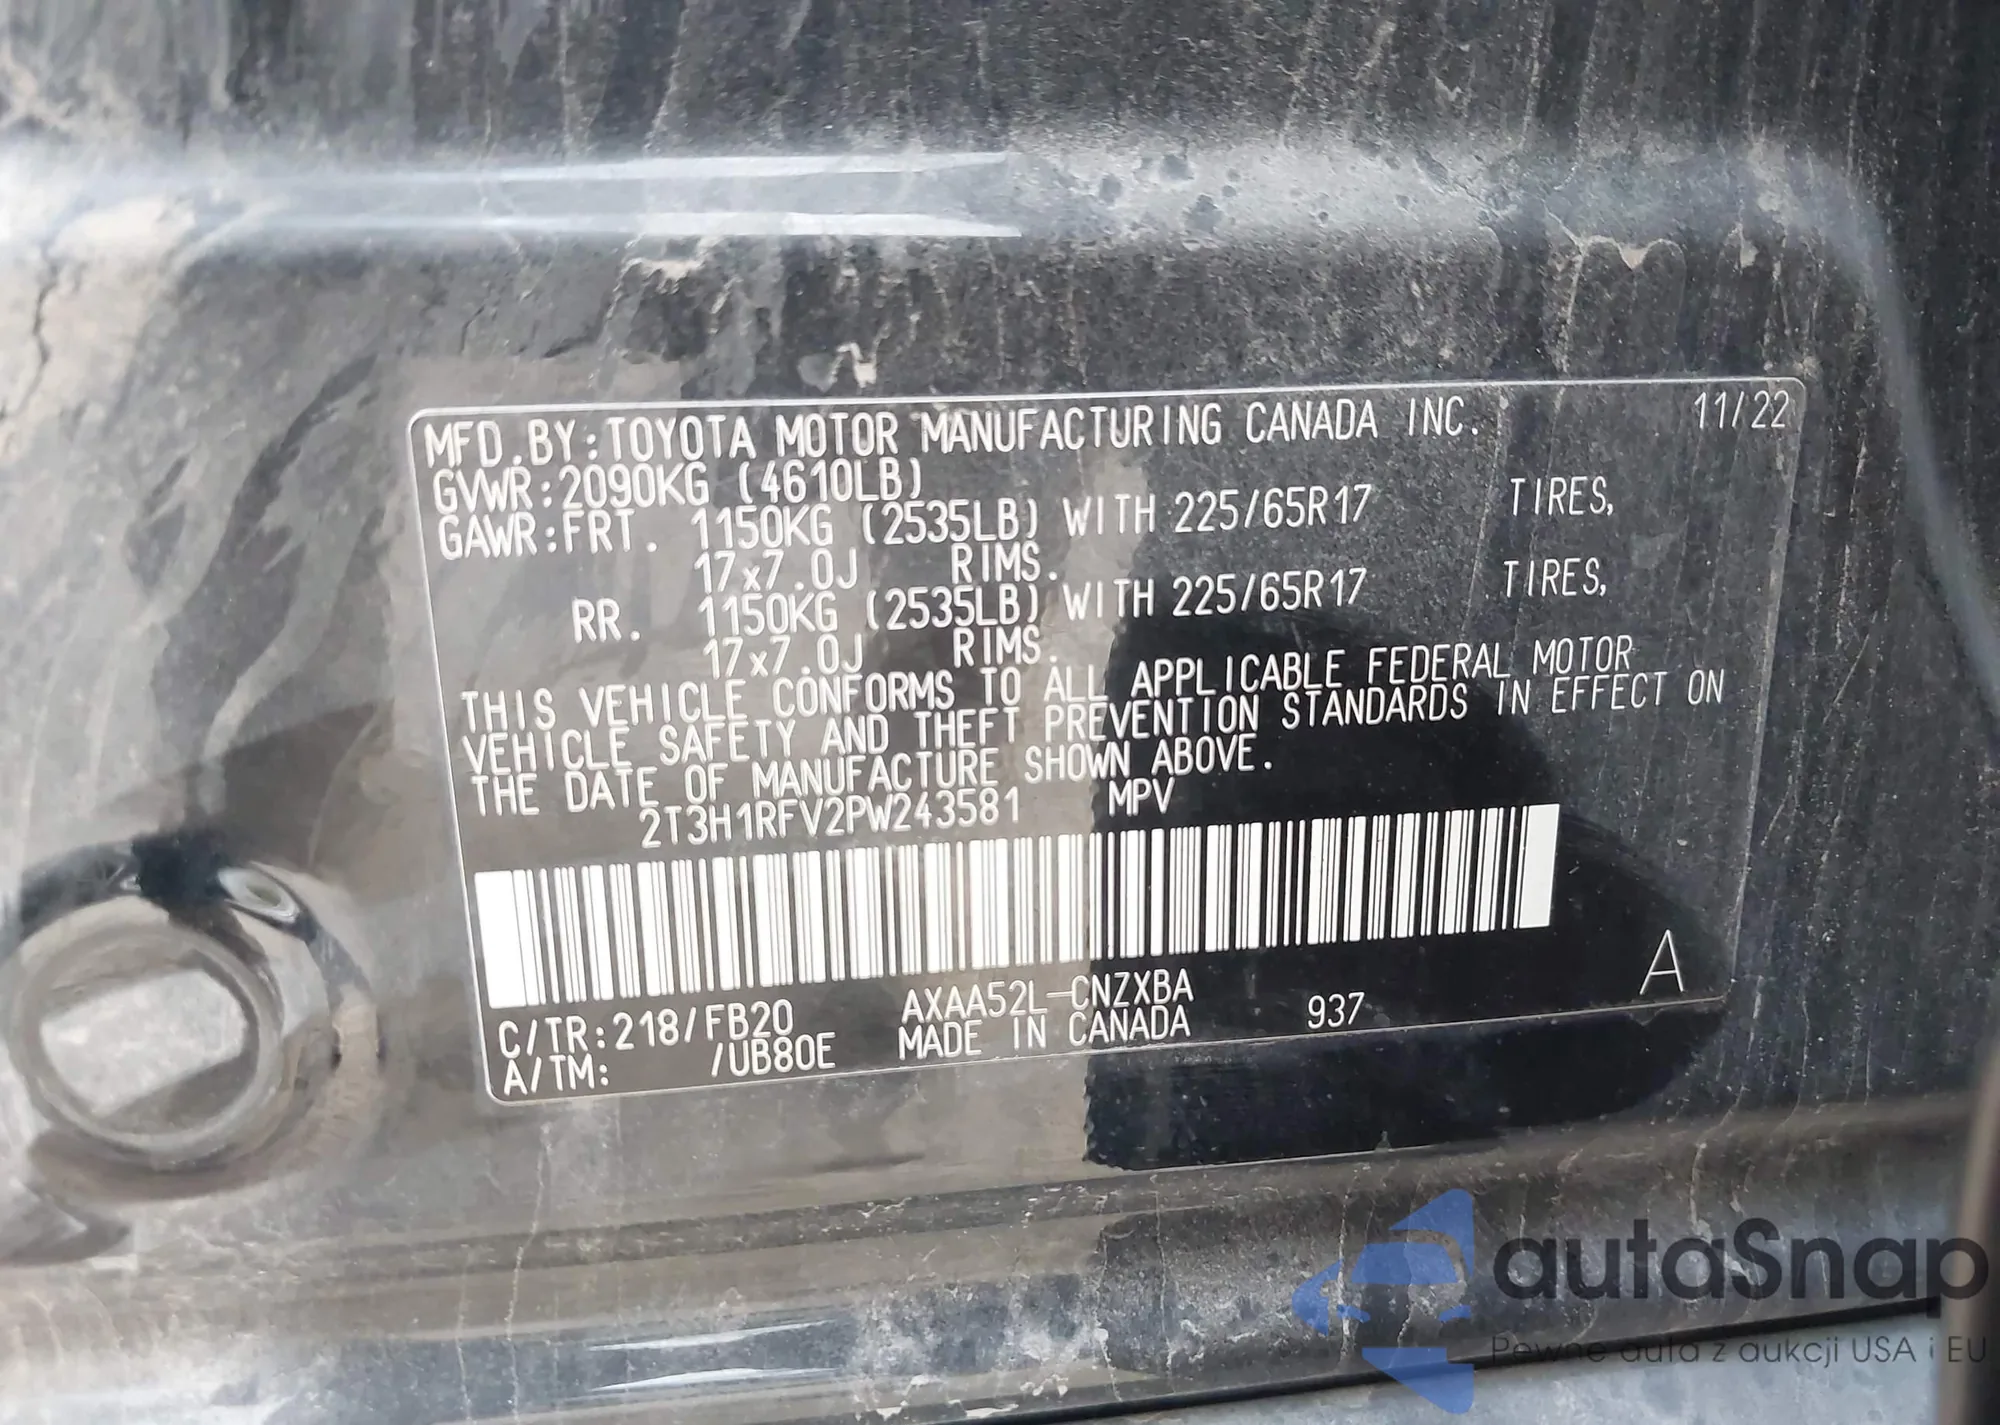 MFD. BY: TOYOTA MOTOR MANUFACTURING CANADA INC. 11/22
GVWR: 2090KG (4610LB)
GAWR: FRT. 1150KG (2535LB) WITH 225/65R17 TIRES,
17x7.0J RIMS.
RR. 1150KG (2535LB) WITH 225/65R17 TIRES,
17x7.0J RIMS.
THIS VEHICLE CONFORMS TO ALL APPLICABLE FEDERAL MOTOR
VEHICLE SAFETY AND THEFT PREVENTION STANDARDS IN EFFECT ON
THE DATE OF MANUFACTURE SHOWN ABOVE.
2T3H1RFV2PW243581 MPV
A
C/TR: 218/FB20 AXAA52L-CNZXBA 937
A/TM: /UB80E MADE IN CANADA
autaSnap
Pewne auta z aukcji USA i EU